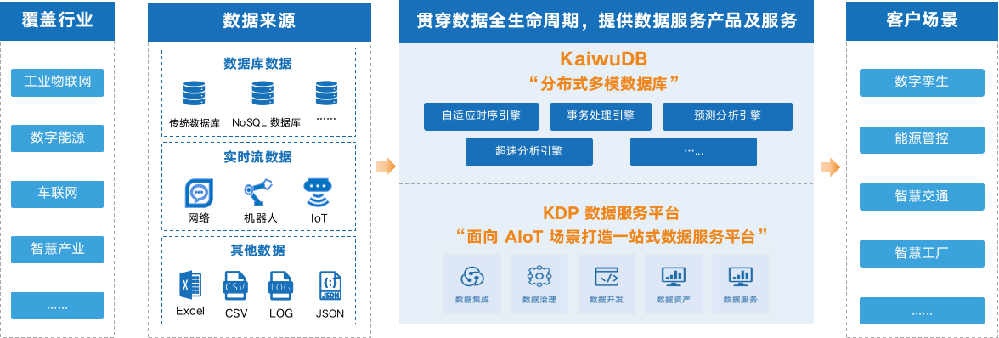 覆盖行业
工业物联网
数字能源
车联网
智慧产业
……
数据来源
数据库数据
传统数据库
NoSQL 数据库
……
实时流数据
网络
机器人
IoT
其他数据
X
Excel
CSV
CSV
LOG
LOG
{;}
JSON
JSON
贯穿数据全生命周期，提供数据服务产品及服务
KaiwuDB
“分布式多模数据库”
自适应时序引擎
事务处理引擎
预测分析引擎
超速分析引擎
……
KDP 数据服务平台
“面向 AIoT 场景打造一站式数据服务平台”
数据集成
数据治理
数据开发
数据资产
数据服务
客户场景
数字孪生
能源管控
智慧交通
智慧工厂
……